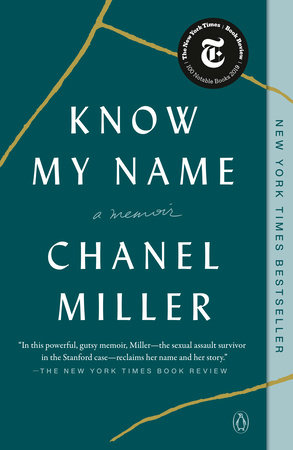 The New York Times | Book Review
100 Notable Books 2019
KNOW
MY NAME
a memoir
CHANEL
MILLER
"In this powerful, gutsy memoir, Miller—the sexual assault survivor
in the Stanford case—reclaims her name and her story."
—THE NEW YORK TIMES BOOK REVIEW
NEW YORK TIMES BESTSELLER